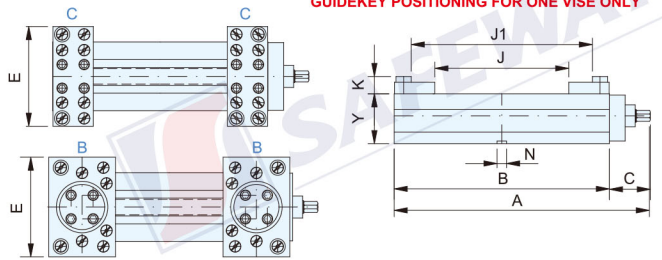 GUIDEKEY POSITIONING FOR ONE VISE ONLY
C C
E
B B
E
J1
J
K
Y
N
B
C
A
SAFEWAY